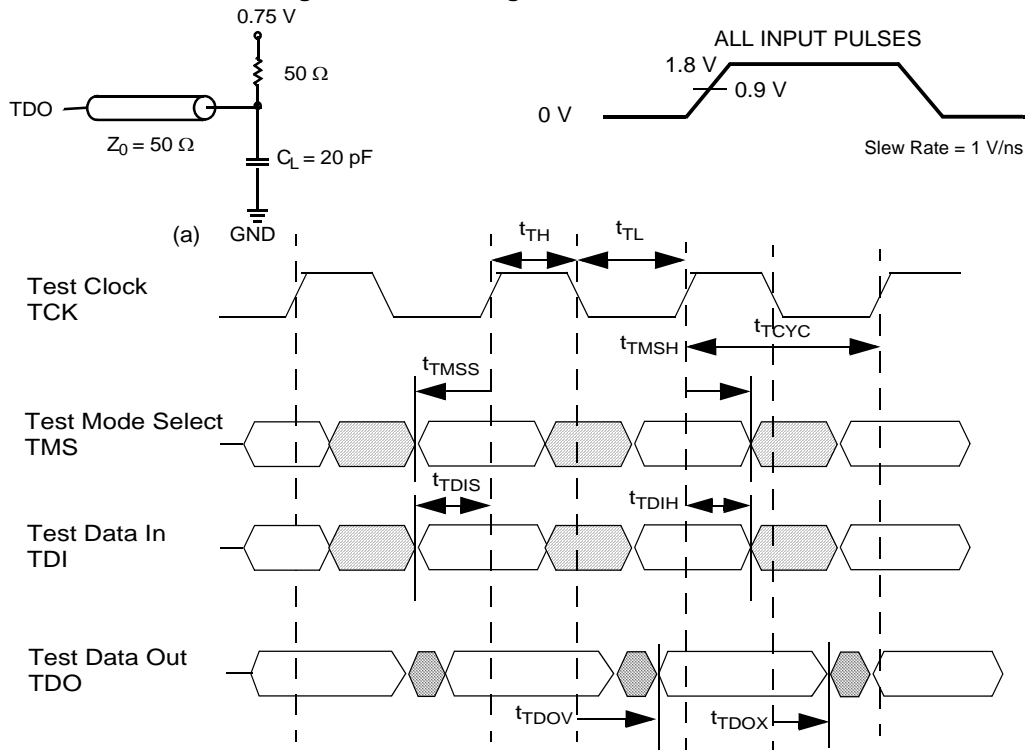 0.75 V
50 Ω
TDO
Z0 = 50 Ω
CL = 20 pF
(a)
GND
ALL INPUT PULSES
1.8 V
0.9 V
0 V
Slew Rate = 1 V/ns
tTH
tTL
Test Clock
TCK
tTCYC
tTMSH
tTMSS
Test Mode Select
TMS
tTDIS
tTDIH
Test Data In
TDI
Test Data Out
TDO
tTDOV
tTDOX